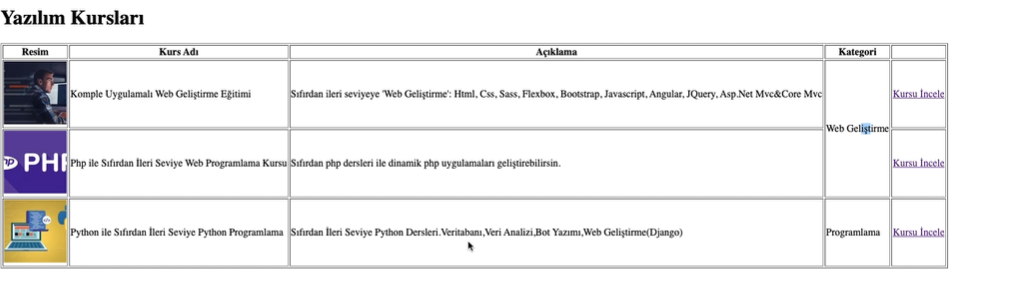 Yazılım Kursları
Resim Kurs Adı Açıklama Kategori
Komple Uygulamalı Web Geliştirme Eğitimi Sıfırdan ileri seviyeye 'Web Geliştirme': Html, Css, Sass, Flexbox, Bootstrap, Javascript, Angular, JQuery, Asp.Net Mvc&Core Mvc Kursu İncele
Web Geliştirme
PHP Php ile Sıfırdan İleri Seviye Web Programlama Kursu Sıfırdan php dersleri ile dinamik php uygulamaları geliştirebilirsin. Kursu İncele
Python ile Sıfırdan İleri Seviye Python Programlama Sıfırdan İleri Seviye Python Dersleri.Veritabanı,Veri Analizi,Bot Yazımı,Web Geliştirme(Django) Programlama Kursu İncele